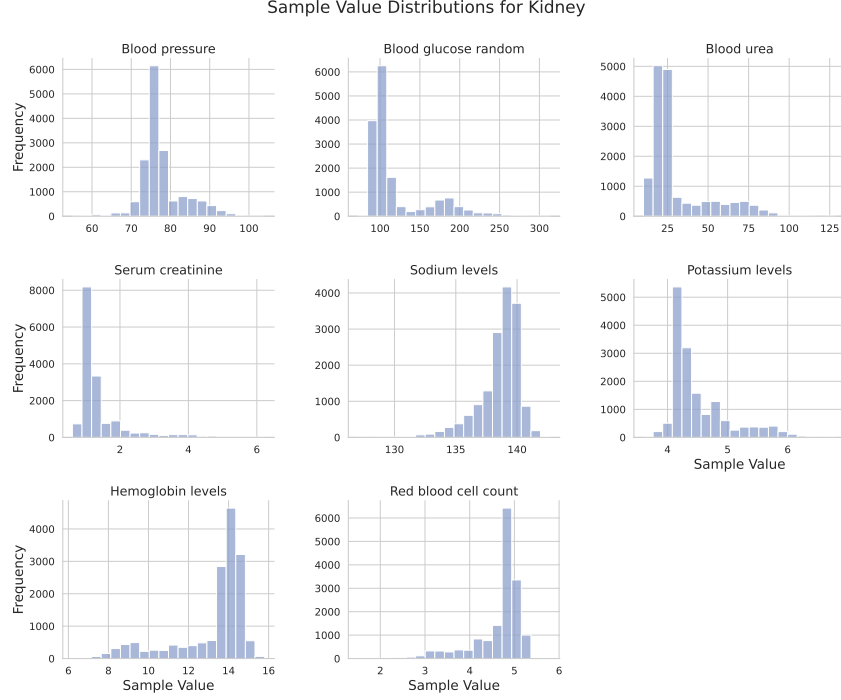 Sample Value Distributions for Kidney
Blood pressure
Blood glucose random
Blood urea
Frequency
6000
5000
4000
3000
2000
1000
0
60 70 80 90 100
6000
5000
4000
3000
2000
1000
0
100 150 200 250 300
5000
4000
3000
2000
1000
0
25 50 75 100 125
Serum creatinine
Sodium levels
Potassium levels
Frequency
8000
6000
4000
2000
0
2 4 6
4000
3000
2000
1000
0
130 135 140
5000
4000
3000
2000
1000
0
4 5 6
Sample Value
Hemoglobin levels
Red blood cell count
Frequency
4000
3000
2000
1000
0
6 8 10 12 14 16
Sample Value
6000
5000
4000
3000
2000
1000
0
2 3 4 5 6
Sample Value